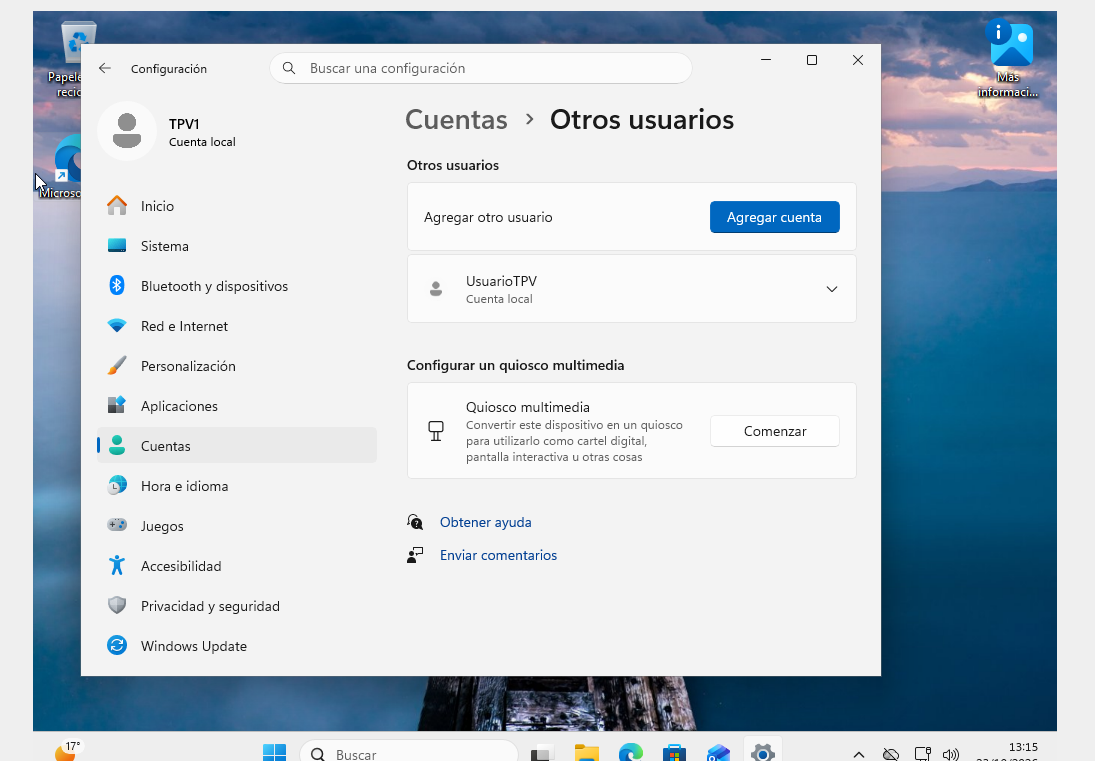 Configuración
Buscar una configuración
Más
informaci...
TPV1
Cuenta local
Inicio
Sistema
Bluetooth y dispositivos
Red e Internet
Personalización
Aplicaciones
Cuentas
Hora e idioma
Juegos
Accesibilidad
Privacidad y seguridad
Windows Update
Cuentas > Otros usuarios
Otros usuarios
Agregar otro usuario
Agregar cuenta
UsuarioTPV
Cuenta local
Configurar un quiosco multimedia
Quiosco multimedia
Convertir este dispositivo en un quiosco
para utilizarlo como cartel digital,
pantalla interactiva u otras cosas
Comenzar
Obtener ayuda
Enviar comentarios
17°
Buscar
13:15